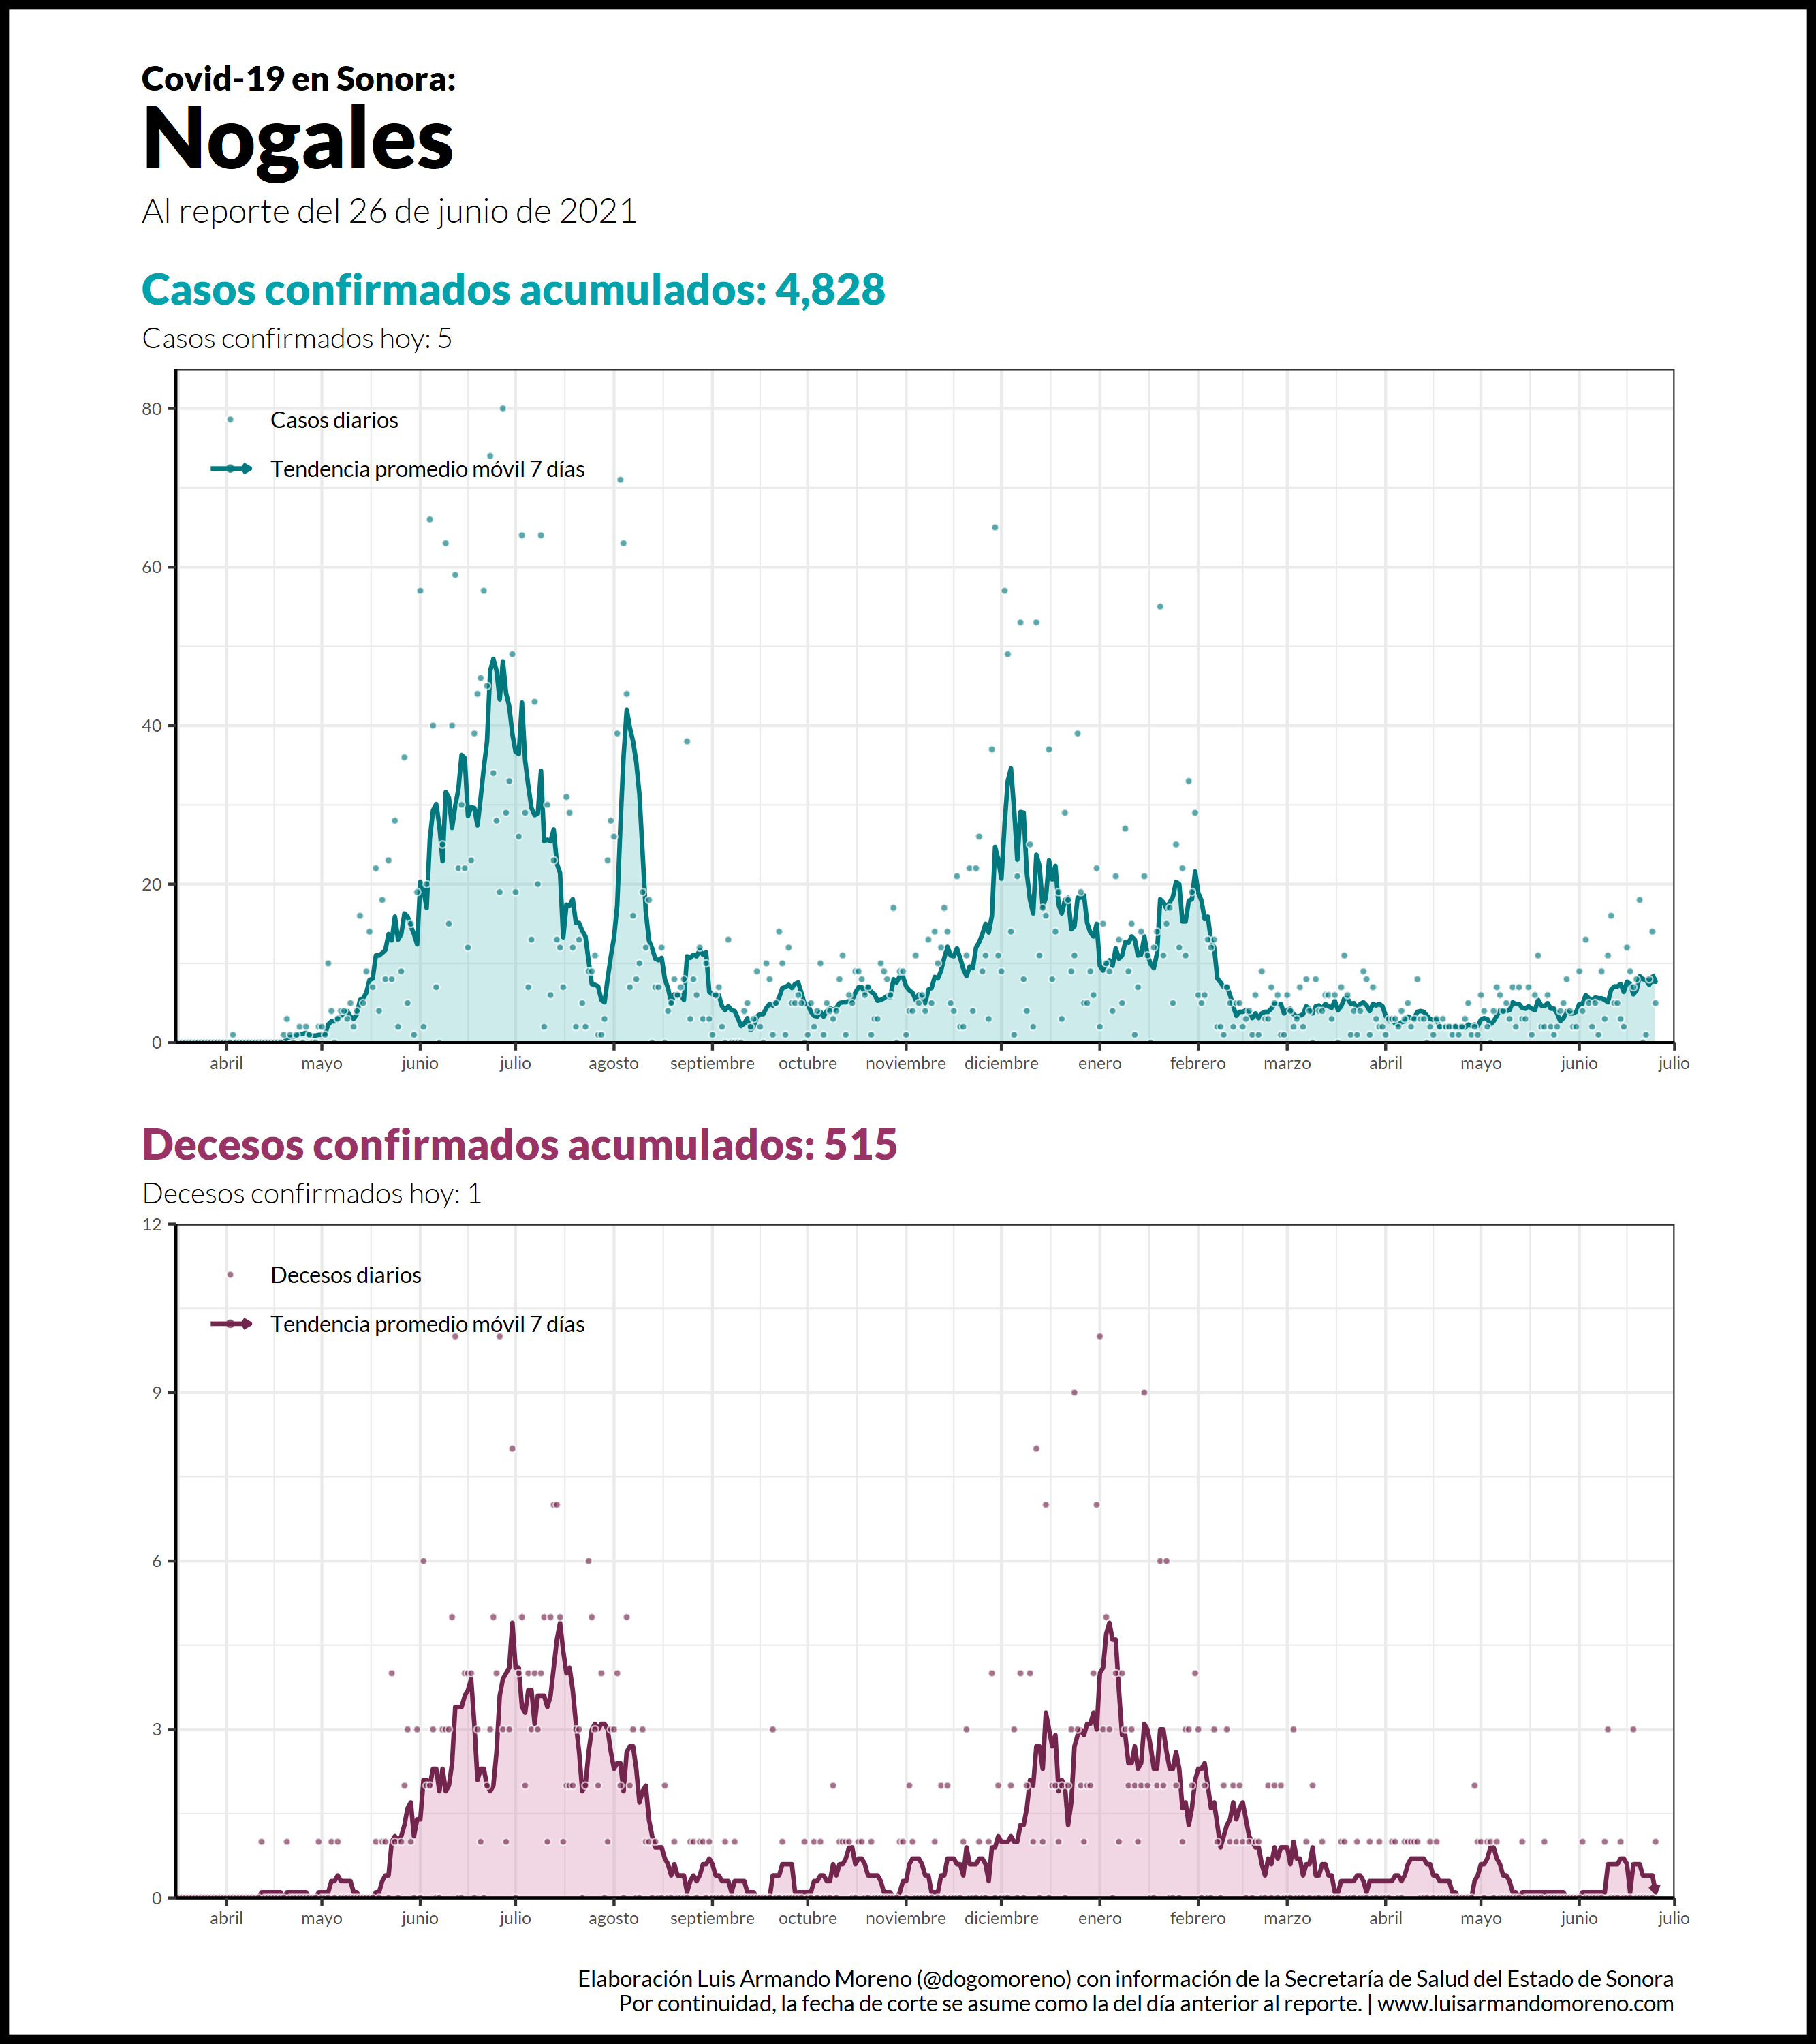 Covid-19 en Sonora:
Nogales
Al reporte del 26 de junio de 2021
Casos confirmados acumulados: 4,828
Casos confirmados hoy: 5
80
60
40
20
0
Casos diarios
Tendencia promedio móvil 7 días
abril mayo junio julio agosto septiembre octubre noviembre diciembre enero febrero marzo abril mayo junio julio
Decesos confirmados acumulados: 515
Decesos confirmados hoy: 1
12
9
6
3
0
Decesos diarios
Tendencia promedio móvil 7 días
abril mayo junio julio agosto septiembre octubre noviembre diciembre enero febrero marzo abril mayo junio julio
Elaboración Luis Armando Moreno (@dogomoreno) con información de la Secretaría de Salud del Estado de Sonora
Por continuidad, la fecha de corte se asume como la del día anterior al reporte. | www.luisarmandomoreno.com